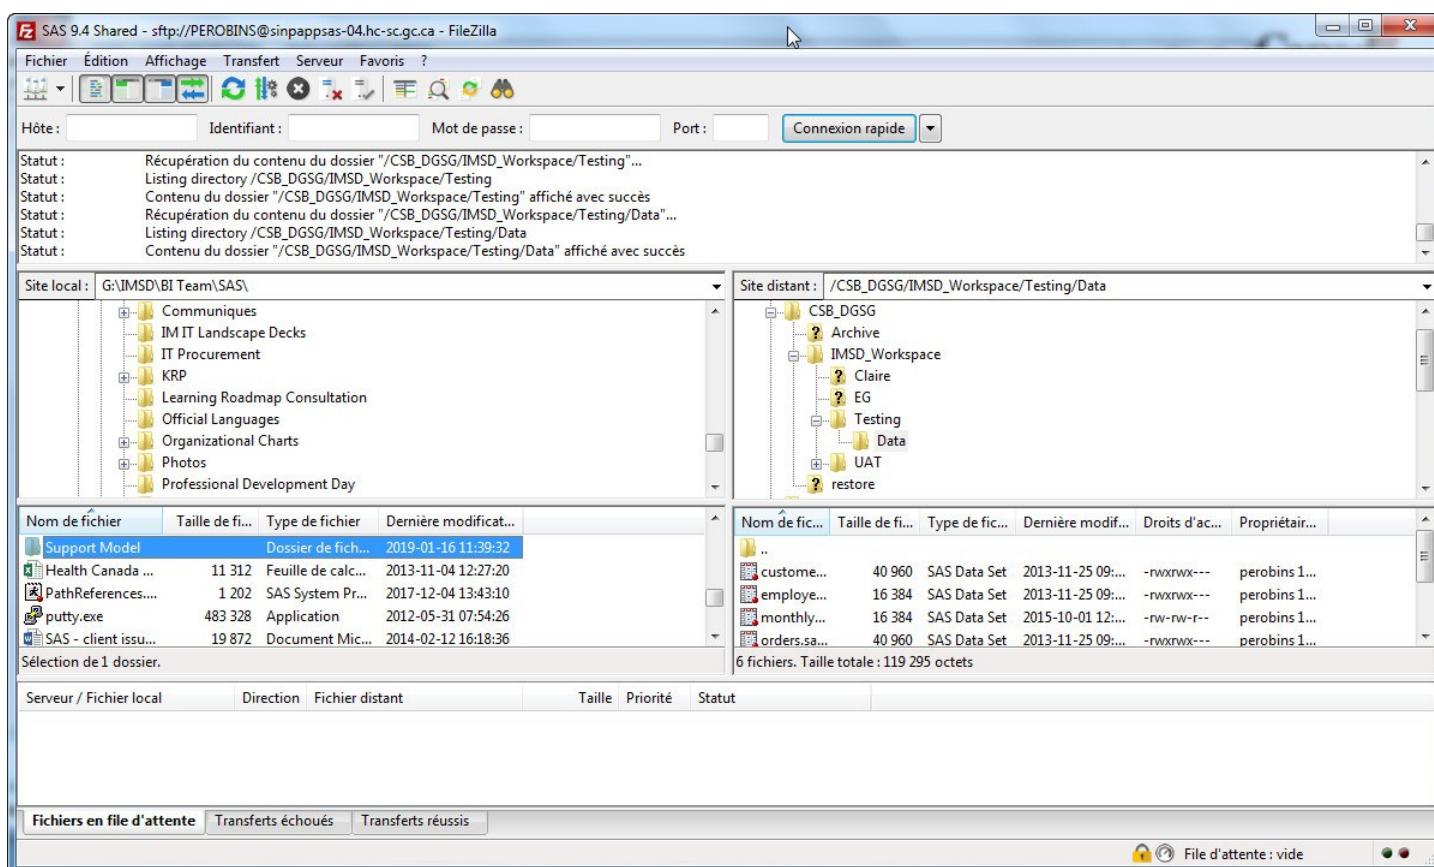 SAS 9.4 Shared - sftp://PEROBINS@sinpappsas-04.hc-sc.gc.ca - FileZilla
Fichier Édition Affichage Transfert Serveur Favoris ?
Hôte : Identifiant : Mot de passe : Port : Connexion rapide
Statut : Récupération du contenu du dossier "/CSB_DGSG/IMSD_Workspace/Testing"...
Statut : Listing directory /CSB_DGSG/IMSD_Workspace/Testing
Statut : Contenu du dossier "/CSB_DGSG/IMSD_Workspace/Testing" affiché avec succès
Statut : Récupération du contenu du dossier "/CSB_DGSG/IMSD_Workspace/Testing/Data"...
Statut : Listing directory /CSB_DGSG/IMSD_Workspace/Testing/Data
Statut : Contenu du dossier "/CSB_DGSG/IMSD_Workspace/Testing/Data" affiché avec succès
Site local : G:\IMSD\BI Team\SAS\
Communiques
IM IT Landscape Decks
IT Procurement
KRP
Learning Roadmap Consultation
Official Languages
Organizational Charts
Photos
Professional Development Day
Site distant : /CSB_DGSG/IMSD_Workspace/Testing/Data
CSB_DGSG
? Archive
IMSD_Workspace
? Claire
? EG
Testing
Data
UAT
? restore
Nom de fichier Taille de fi... Type de fichier Dernière modificat...
Support Model Dossier de fich... 2019-01-16 11:39:32
Health Canada ... 11 312 Feuille de calc... 2013-11-04 12:27:20
PathReferences.... 1 202 SAS System Pr... 2017-12-04 13:43:10
putty.exe 483 328 Application 2012-05-31 07:54:26
SAS - client issu... 19 872 Document Mic... 2014-02-12 16:18:36
Sélection de 1 dossier.
Nom de fic... Taille de fi... Type de fic... Dernière modif... Droits d'ac... Propriétair...
..
custome... 40 960 SAS Data Set 2013-11-25 09:... -rwxrwx--- perobins 1...
employe... 16 384 SAS Data Set 2013-11-25 09:... -rwxrwx--- perobins 1...
monthly... 16 384 SAS Data Set 2015-10-01 12:... -rw-rw-r-- perobins 1...
orders.sa... 40 960 SAS Data Set 2013-11-25 09:... -rwxrwx--- perobins 1...
6 fichiers. Taille totale : 119 295 octets
Serveur / Fichier local Direction Fichier distant Taille Priorité Statut
Fichiers en file d'attente Transferts échoués Transferts réussis
File d'attente : vide